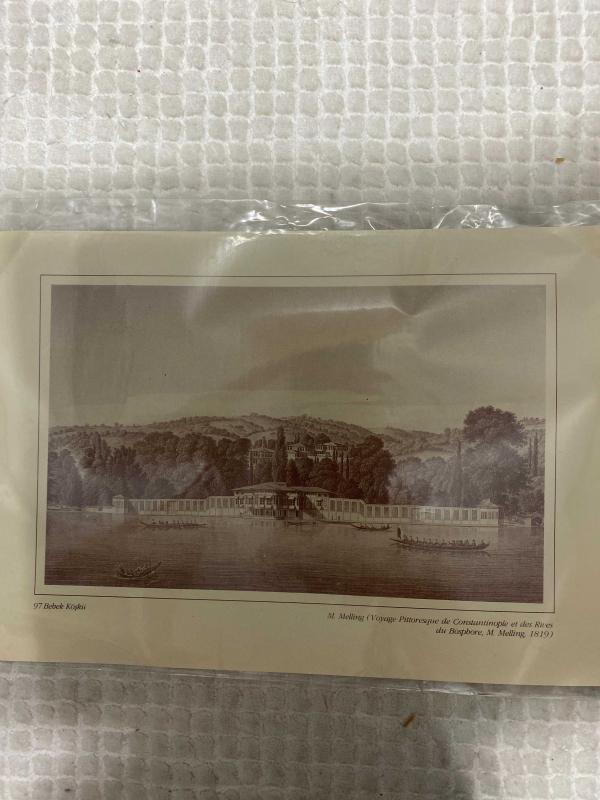 97 Bebek Köşkü
M. Melling (Voyage Pittoresque de Constantinople et des Rives
du Bosphore, M. Melling, 1819)